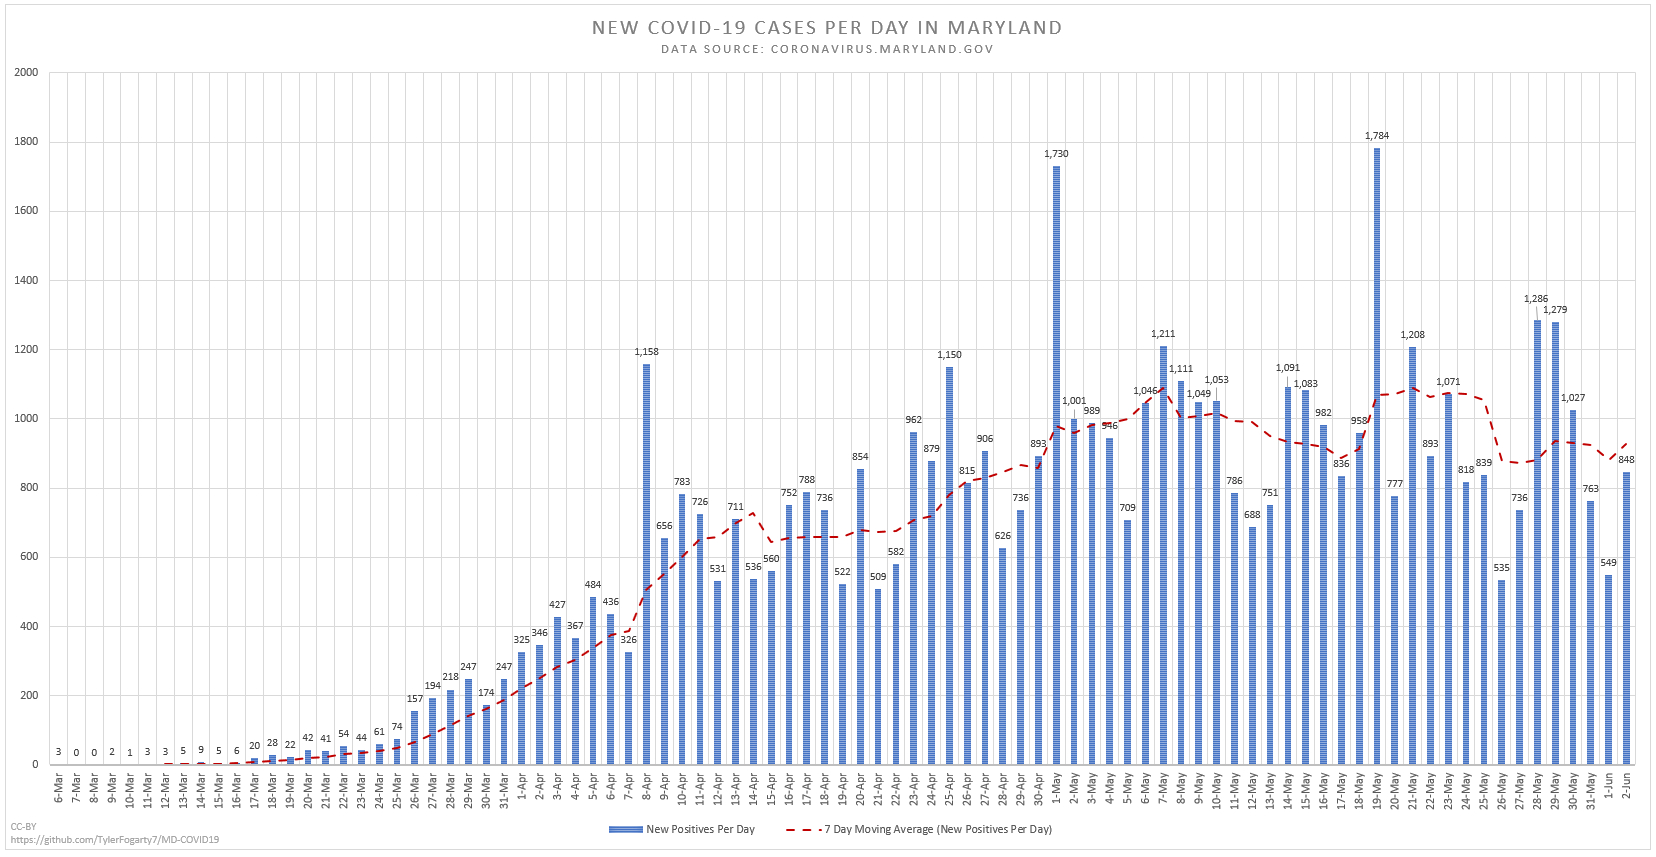 NEW COVID-19 CASES PER DAY IN MARYLAND
DATA SOURCE: CORONAVIRUS.MARYLAND.GOV
2000
1800
1600
1400
1200
1000
800
600
400
200
0
3 0 0 2 1 3 3 5 9 5 6 20 28 22 42 41 54 44 61 74 157 194 218 247 174 247 325 346 427 367 484 436 326 1,158 656 783 726 531 711 536 560 752 788 736 522 854 509 582 962 879 1,150 815 906 626 736 893 1,730 1,001 989 946 709 1,046 1,211 1,111 1,049 1,053 786 688 751 1,091 1,083 982 836 958 1,784 777 1,208 893 1,071 818 839 535 736 1,286 1,279 1,027 763 549 848
6-Mar 7-Mar 8-Mar 9-Mar 10-Mar 11-Mar 12-Mar 13-Mar 14-Mar 15-Mar 16-Mar 17-Mar 18-Mar 19-Mar 20-Mar 21-Mar 22-Mar 23-Mar 24-Mar 25-Mar 26-Mar 27-Mar 28-Mar 29-Mar 30-Mar 31-Mar 1-Apr 2-Apr 3-Apr 4-Apr 5-Apr 6-Apr 7-Apr 8-Apr 9-Apr 10-Apr 11-Apr 12-Apr 13-Apr 14-Apr 15-Apr 16-Apr 17-Apr 18-Apr 19-Apr 20-Apr 21-Apr 22-Apr 23-Apr 24-Apr 25-Apr 26-Apr 27-Apr 28-Apr 29-Apr 30-Apr 1-May 2-May 3-May 4-May 5-May 6-May 7-May 8-May 9-May 10-May 11-May 12-May 13-May 14-May 15-May 16-May 17-May 18-May 19-May 20-May 21-May 22-May 23-May 24-May 25-May 26-May 27-May 28-May 29-May 30-May 31-May 1-Jun 2-Jun
New Positives Per Day
7 Day Moving Average (New Positives Per Day)
CC-BY
https://github.com/TylerFogarty7/MD-COVID19